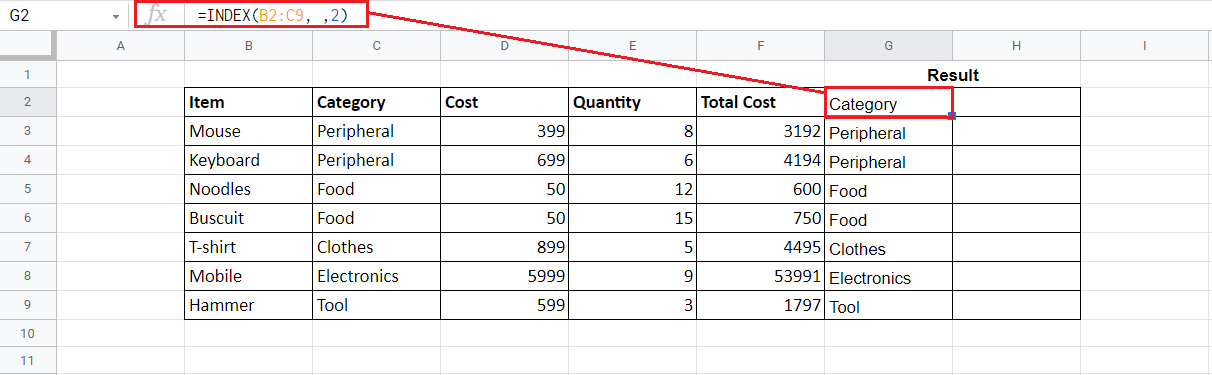 G2 fx =INDEX(B2:C9, ,2)
A B C D E F G H I
1 Result
2 Item Category Cost Quantity Total Cost Category
3 Mouse Peripheral 399 8 3192 Peripheral
4 Keyboard Peripheral 699 6 4194 Peripheral
5 Noodles Food 50 12 600 Food
6 Buscuit Food 50 15 750 Food
7 T-shirt Clothes 899 5 4495 Clothes
8 Mobile Electronics 5999 9 53991 Electronics
9 Hammer Tool 599 3 1797 Tool
10
11